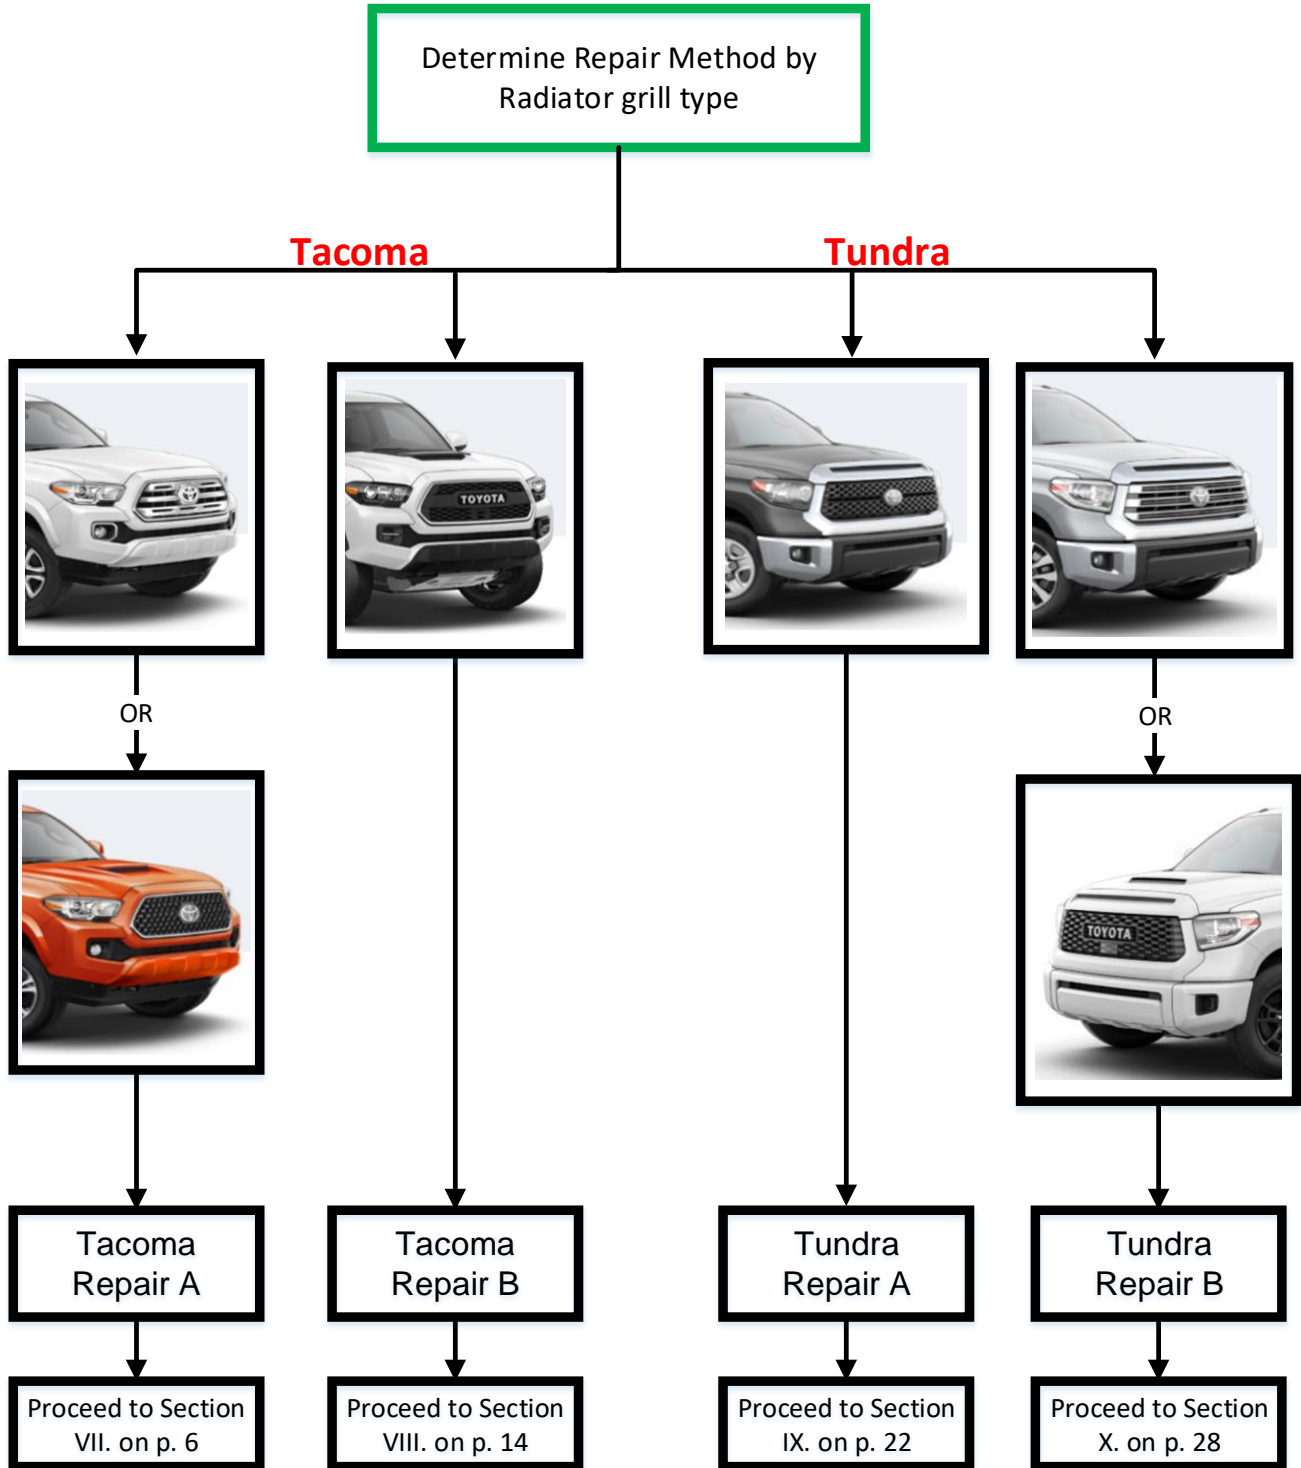 Determine Repair Method by
Radiator grill type
Tacoma
Tundra
TOYOTA
OR
OR
TOYOTA
Tacoma
Repair A
Tacoma
Repair B
Tundra
Repair A
Tundra
Repair B
Proceed to Section
VII. on p. 6
Proceed to Section
VIII. on p. 14
Proceed to Section
IX. on p. 22
Proceed to Section
X. on p. 28